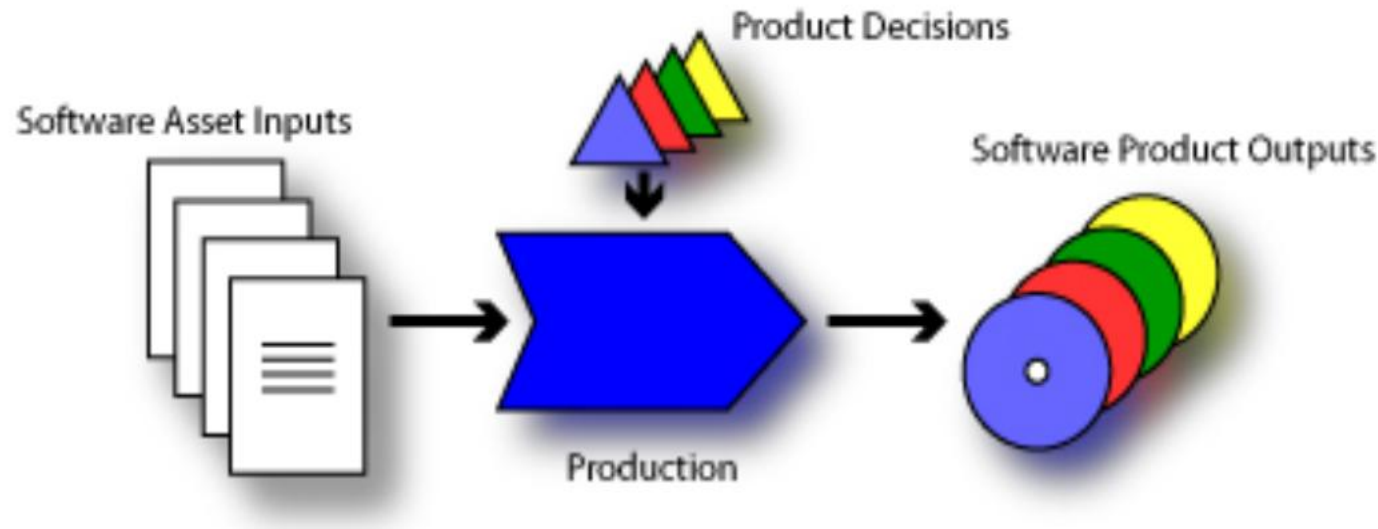 Product Decisions
Software Asset Inputs
Software Product Outputs
Production